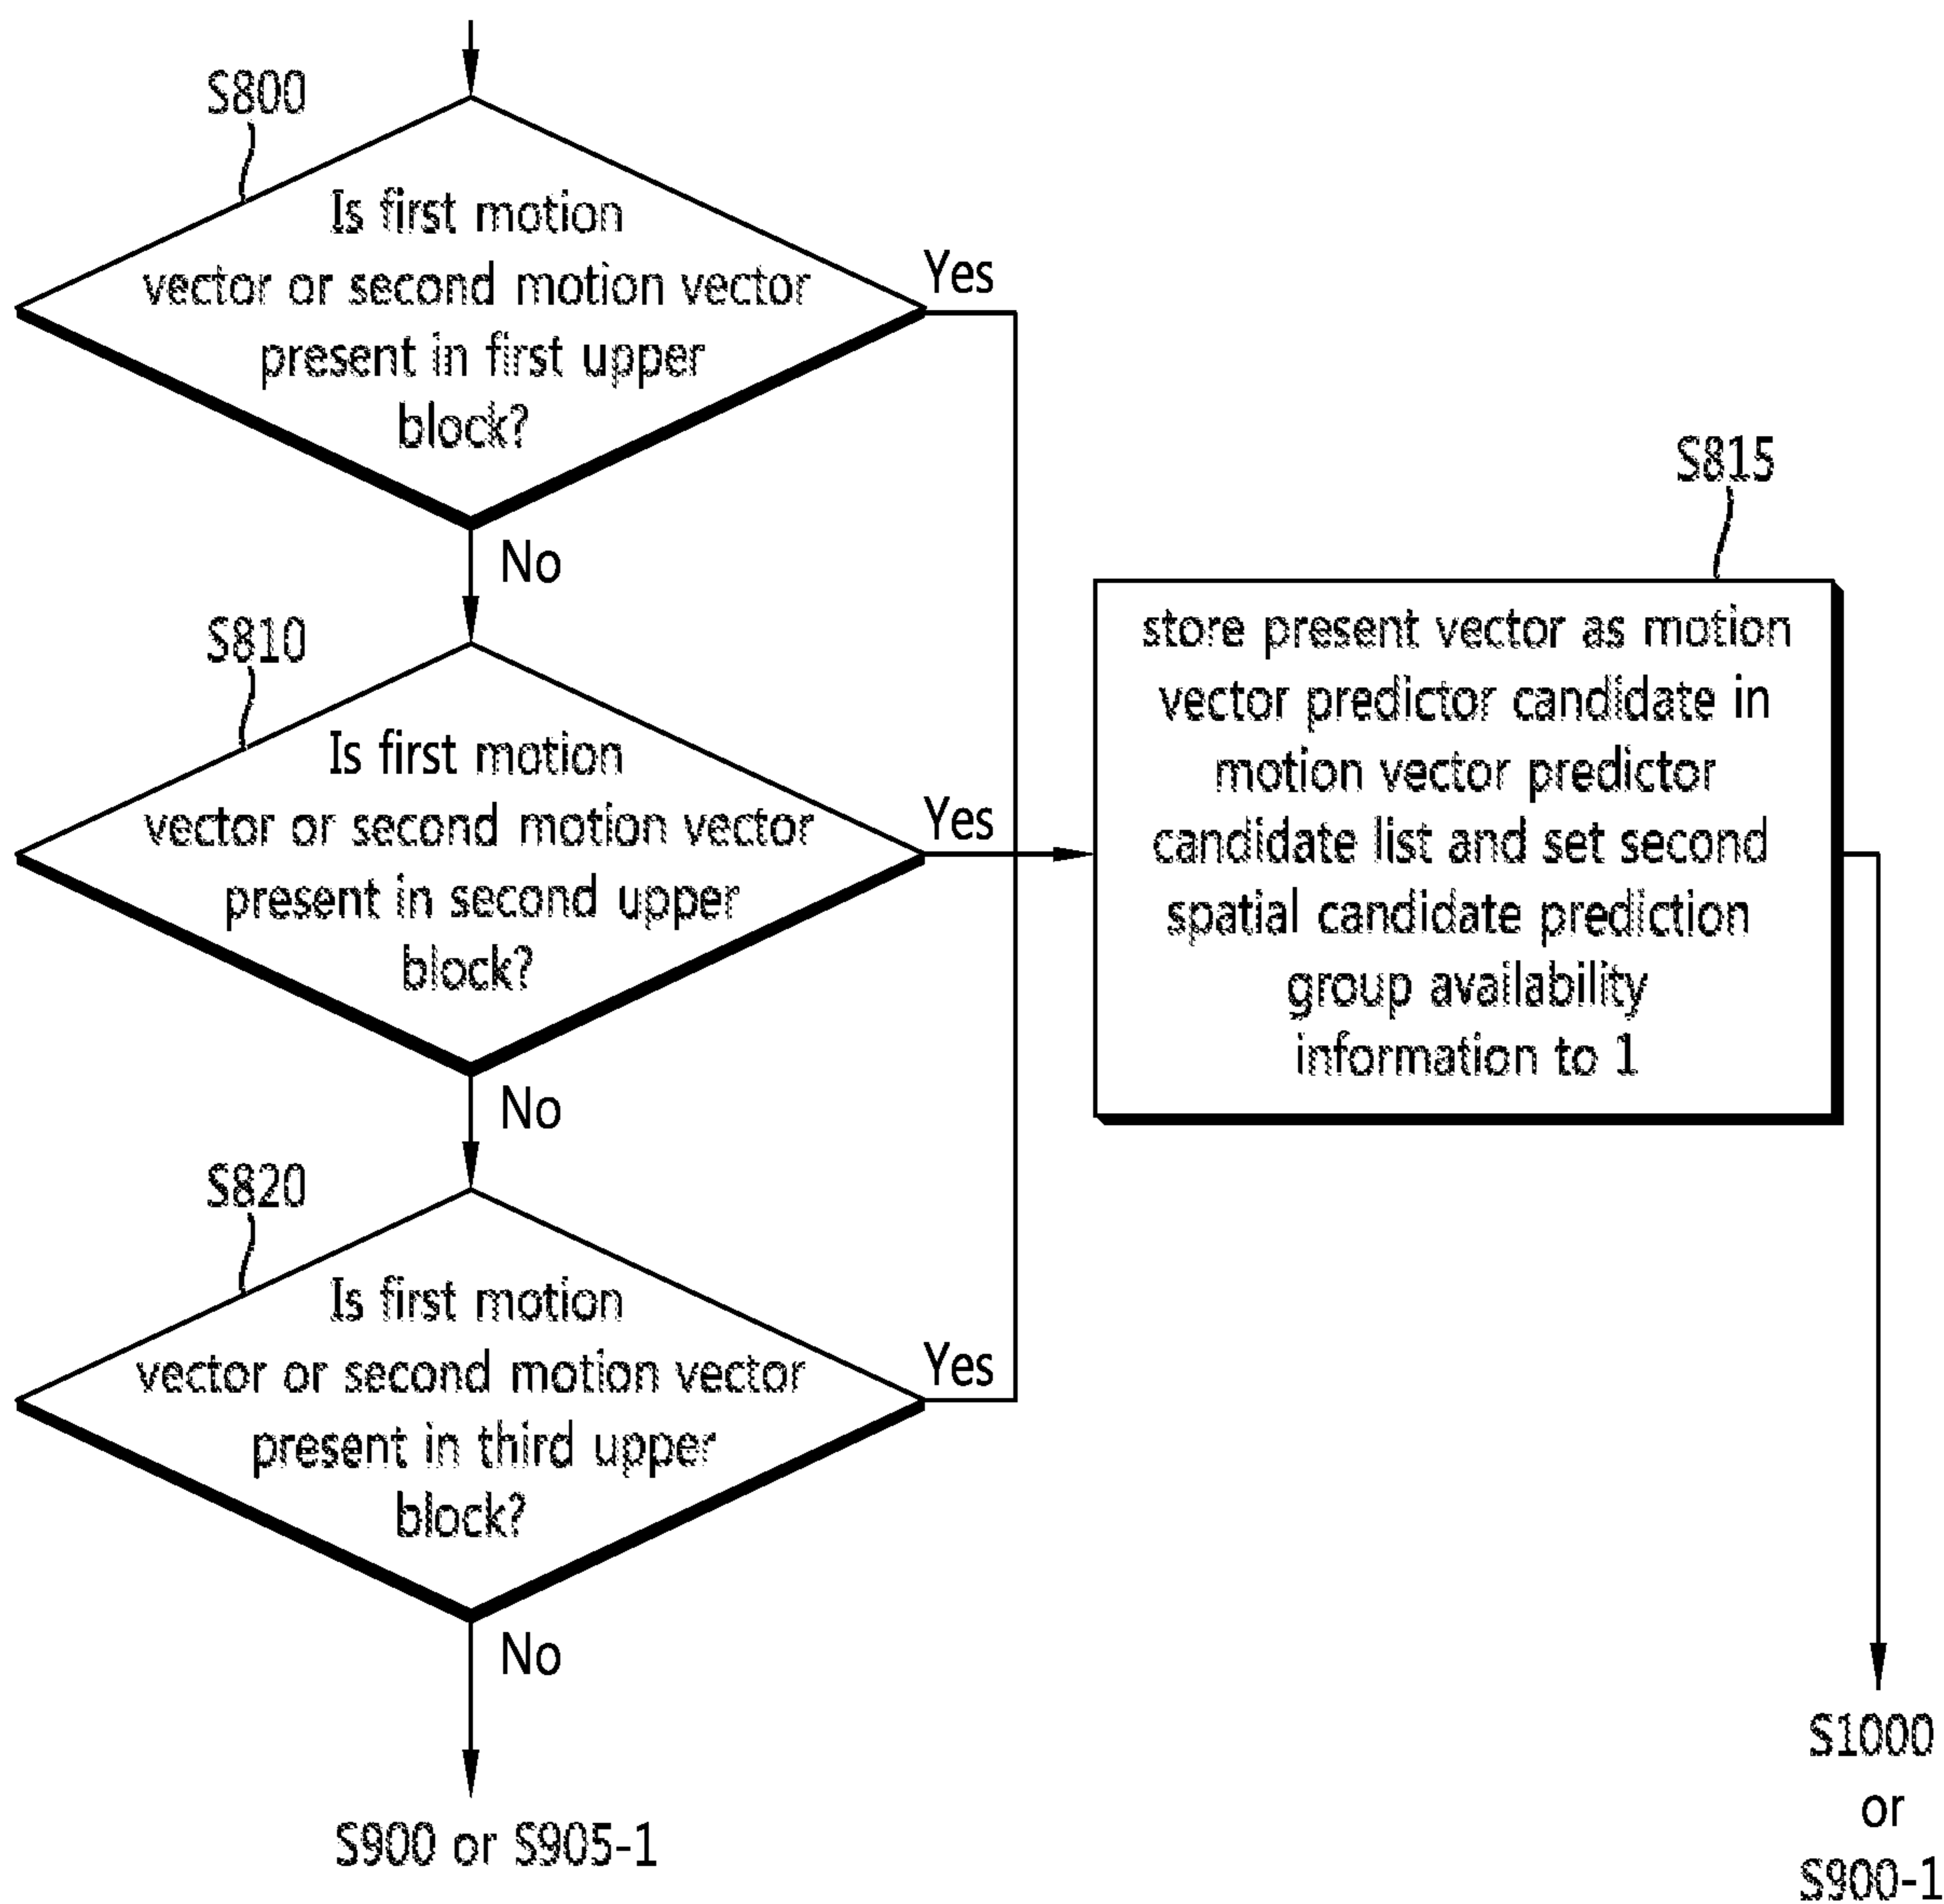 S800
Is first motion
vector or second motion vector
present in first upper
block?
Yes
No
S810
Is first motion
vector or second motion vector
present in second upper
block?
Yes
No
S820
Is first motion
vector or second motion vector
present in third upper
block?
Yes
No
S900 or S905-1
S815
store present vector as motion
vector predictor candidate in
motion vector predictor
candidate list and set second
spatial candidate prediction
group availability
information to 1
S1000
or
S900-1